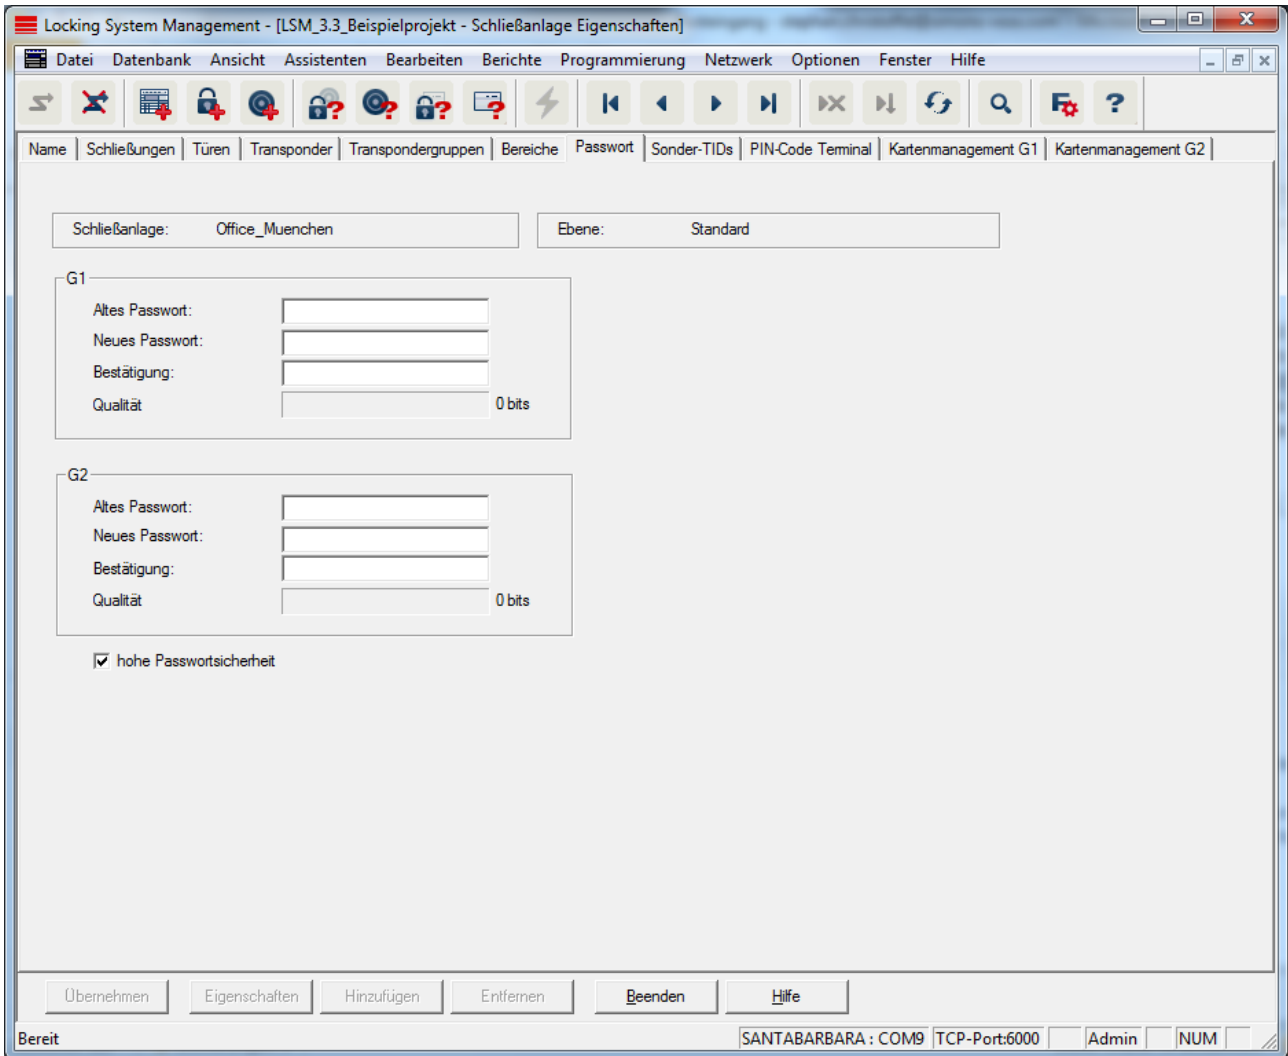 Locking System Management - [LSM_3.3_Beispielprojekt - Schließanlage Eigenschaften]
Datei Datenbank Ansicht Assistenten Bearbeiten Berichte Programmierung Netzwerk Optionen Fenster Hilfe
Name Schließungen Türen Transponder Transpondergruppen Bereiche Passwort Sonder-TIDs PIN-Code Terminal Kartenmanagement G1 Kartenmanagement G2
Schließanlage: Office_Muenchen Ebene: Standard
G1
Altes Passwort:
Neues Passwort:
Bestätigung:
Qualität 0 bits
G2
Altes Passwort:
Neues Passwort:
Bestätigung:
Qualität 0 bits
hohe Passwortsicherheit
Übernehmen Eigenschaften Hinzufügen Entfernen Beenden Hilfe
Bereit SANTABARBARA : COM9 TCP-Port:6000 Admin NUM